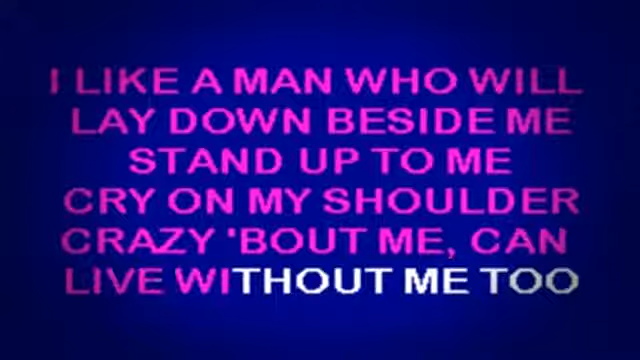 I LIKE A MAN WHO WILL
LAY DOWN BESIDE ME
STAND UP TO ME
CRY ON MY SHOULDER
CRAZY 'BOUT ME, CAN
LIVE WITHOUT ME TOO